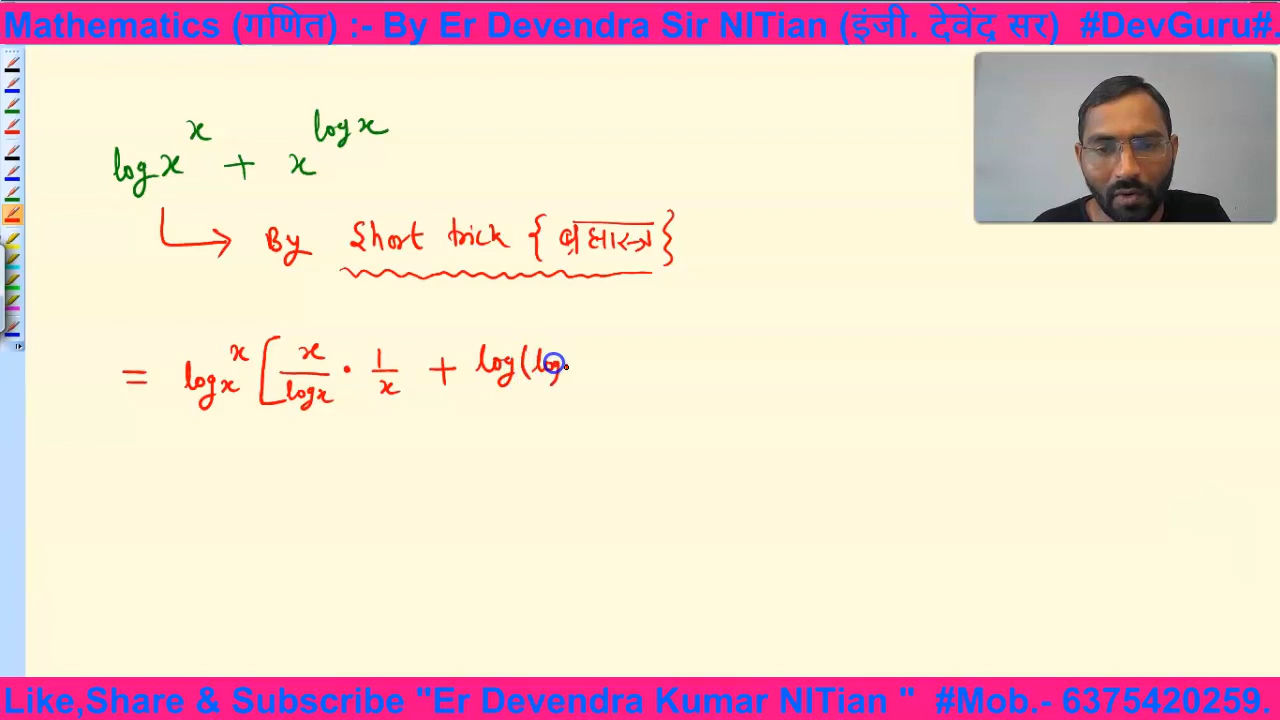 Mathematics (गणित) :- By Er Devendra Sir NITian (इंजी. देवेंद्र सर) #DevGuru#.
log x^x + x^log x
By Short trick { ब्रह्मास्त्र }
= log x^x [ x/log x · 1/x + log(log
Like,Share & Subscribe "Er Devendra Kumar NITian " #Mob.- 6375420259.